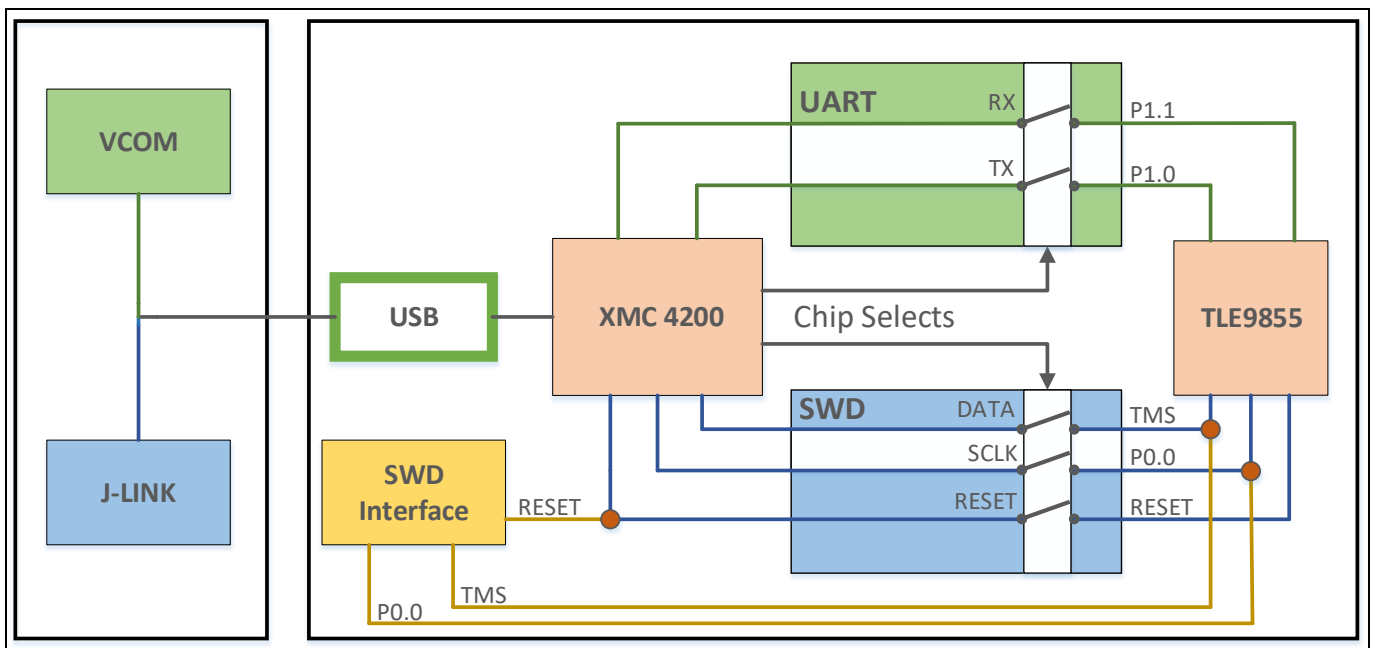 VCOM
J-LINK
USB
XMC 4200
SWD
Interface
RESET
TMS
P0.0
UART
RX
TX
P1.1
P1.0
Chip Selects
SWD
DATA
SCLK
RESET
TMS
P0.0
RESET
TLE9855